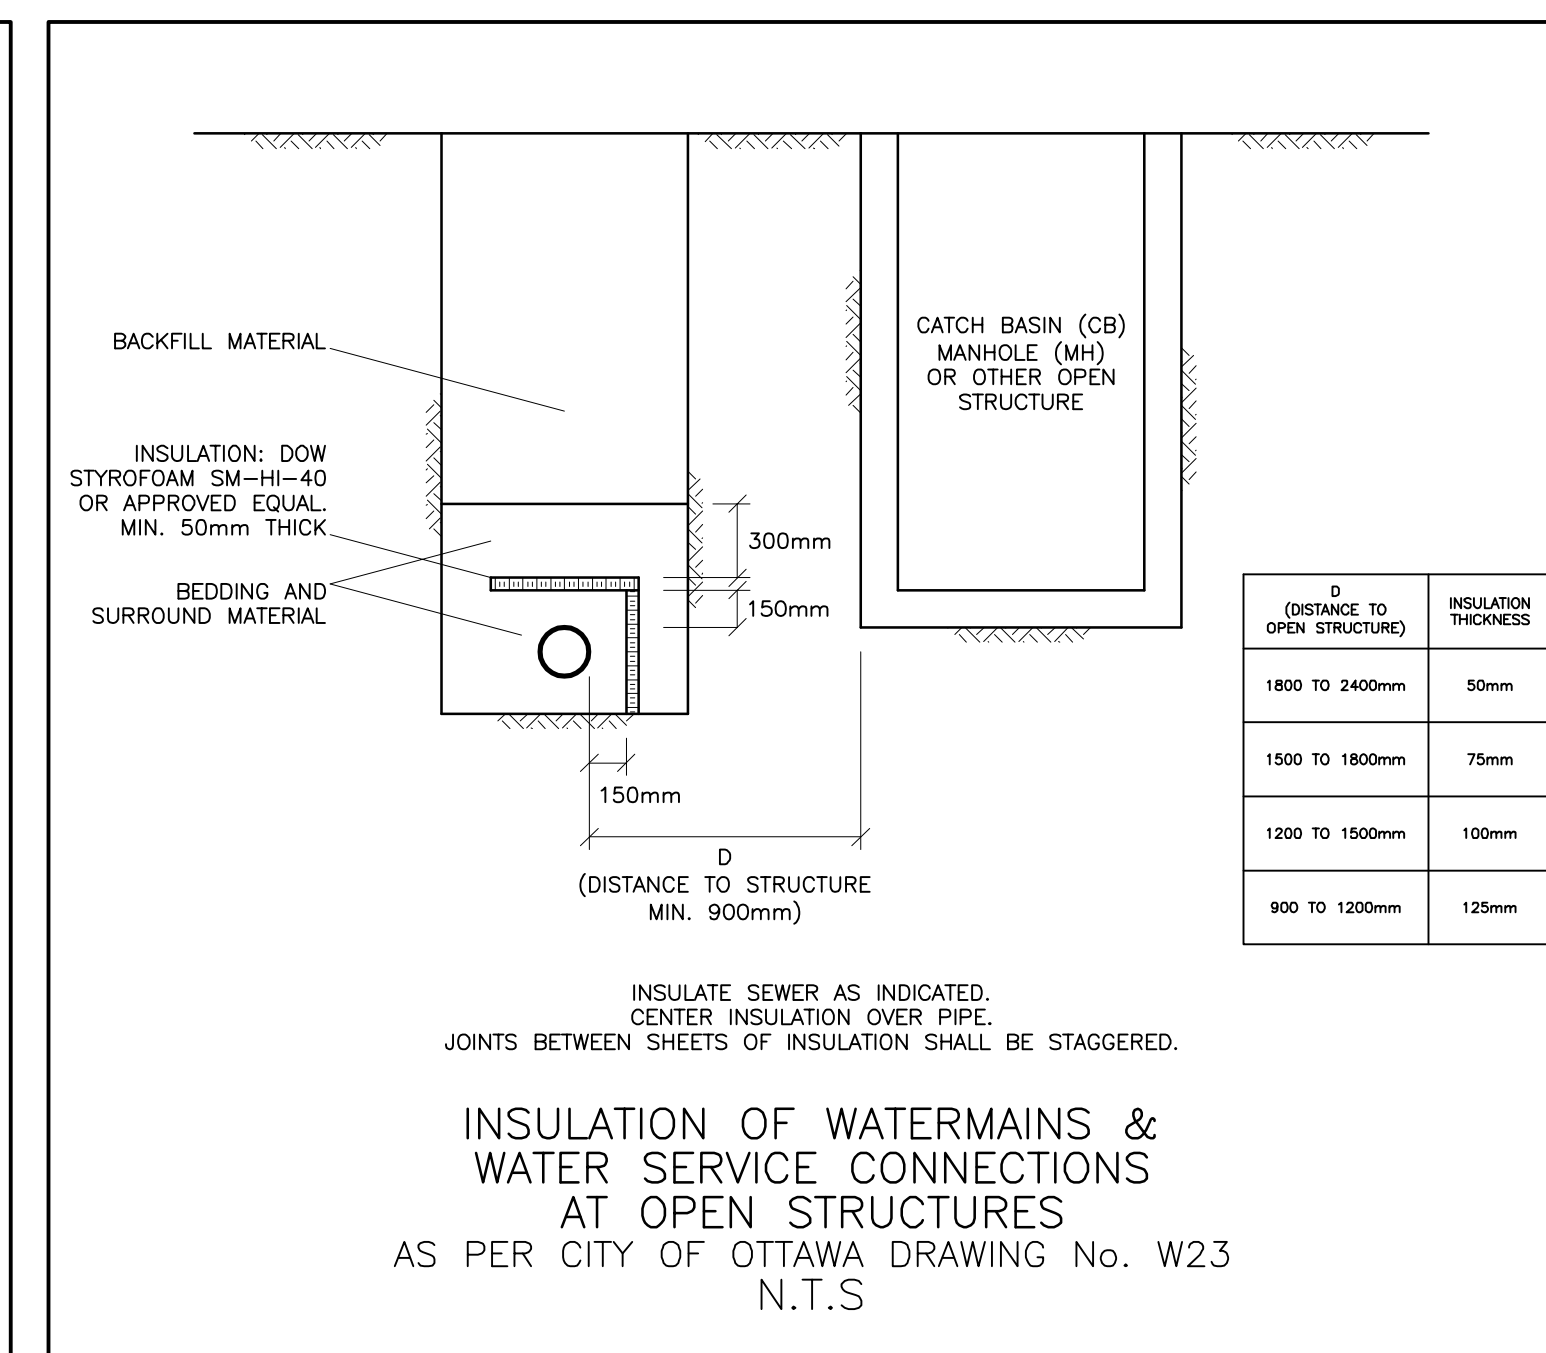 BACKFILL MATERIAL
INSULATION: DOW
STYROFOAM SM-HI-40
OR APPROVED EQUAL.
MIN. 50mm THICK
BEDDING AND
SURROUND MATERIAL
300mm
150mm
150mm
D
(DISTANCE TO STRUCTURE
MIN. 900mm)
CATCH BASIN (CB)
MANHOLE (MH)
OR OTHER OPEN
STRUCTURE
D
(DISTANCE TO
OPEN STRUCTURE)
INSULATION
THICKNESS
1800 TO 2400mm
50mm
1500 TO 1800mm
75mm
1200 TO 1500mm
100mm
900 TO 1200mm
125mm
INSULATE SEWER AS INDICATED.
CENTER INSULATION OVER PIPE.
JOINTS BETWEEN SHEETS OF INSULATION SHALL BE STAGGERED.
INSULATION OF WATERMAINS &
WATER SERVICE CONNECTIONS
AT OPEN STRUCTURES
AS PER CITY OF OTTAWA DRAWING No. W23
N.T.S